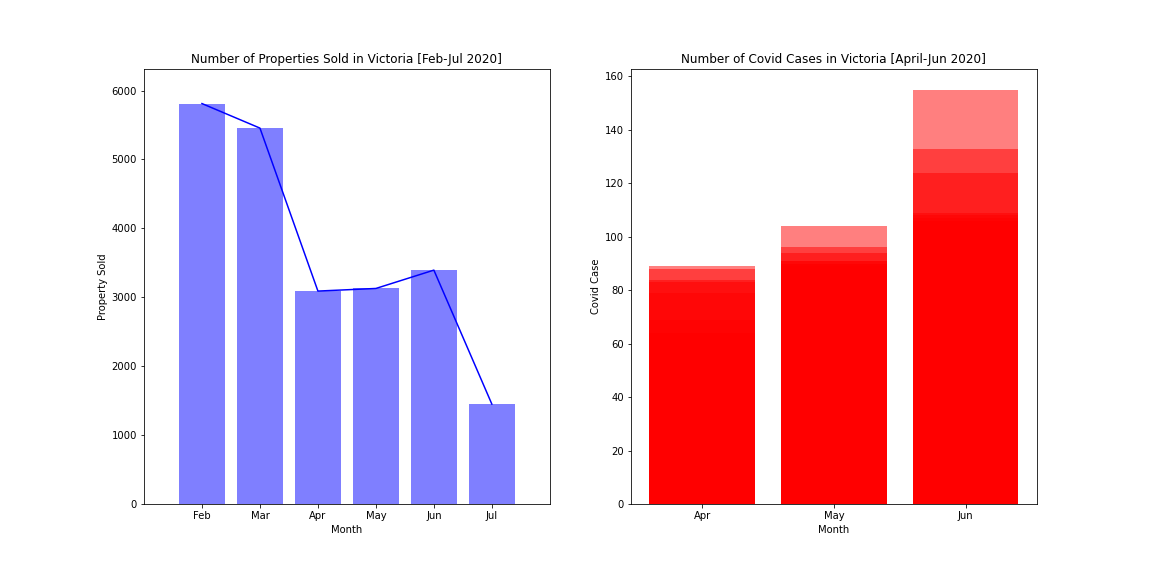 Number of Properties Sold in Victoria [Feb-Jul 2020]
6000
5000
4000
3000
2000
1000
0
Property Sold
Feb Mar Apr May Jun Jul
Month
Number of Covid Cases in Victoria [April-Jun 2020]
160
140
120
100
80
60
40
20
0
Covid Case
Apr May Jun
Month